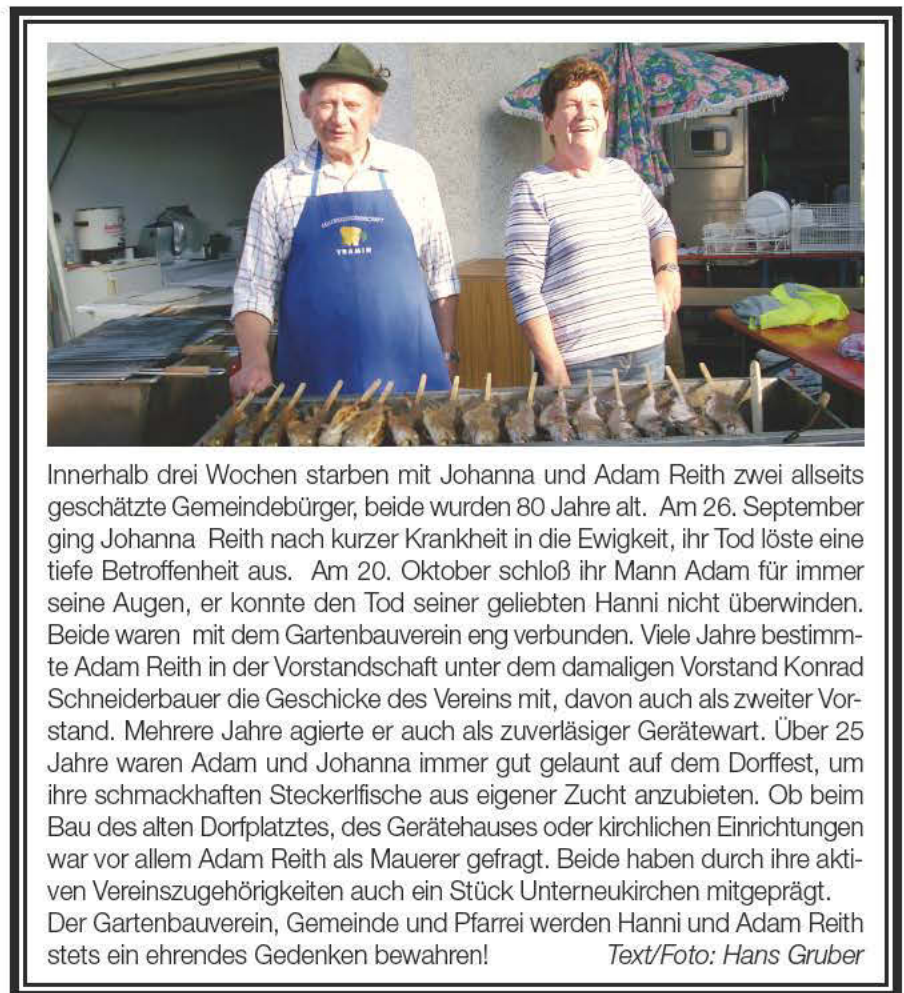 TRAMIN
Innerhalb drei Wochen starben mit Johanna und Adam Reith zwei allseits
geschätzte Gemeindebürger, beide wurden 80 Jahre alt. Am 26. September
ging Johanna Reith nach kurzer Krankheit in die Ewigkeit, ihr Tod löste eine
tiefe Betroffenheit aus. Am 20. Oktober schloß ihr Mann Adam für immer
seine Augen, er konnte den Tod seiner geliebten Hanni nicht überwinden.
Beide waren mit dem Gartenbauverein eng verbunden. Viele Jahre bestimm-
te Adam Reith in der Vorstandschaft unter dem damaligen Vorstand Konrad
Schneiderbauer die Geschicke des Vereins mit, davon auch als zweiter Vor-
stand. Mehrere Jahre agierte er auch als zuverläsiger Gerätewart. Über 25
Jahre waren Adam und Johanna immer gut gelaunt auf dem Dorffest, um
ihre schmackhaften Steckerlfische aus eigener Zucht anzubieten. Ob beim
Bau des alten Dorfplatztes, des Gerätehauses oder kirchlichen Einrichtungen
war vor allem Adam Reith als Mauerer gefragt. Beide haben durch ihre akti-
ven Vereinszugehörigkeiten auch ein Stück Unterneukirchen mitgeprägt.
Der Gartenbauverein, Gemeinde und Pfarrei werden Hanni und Adam Reith
stets ein ehrendes Gedenken bewahren! Text/Foto: Hans Gruber